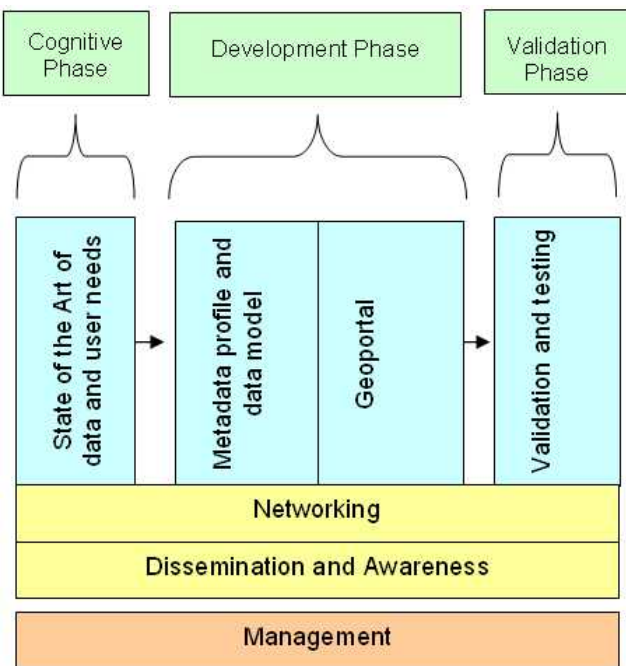 Cognitive
Phase
Development Phase
Validation
Phase
State of the Art of
data and user needs
Metadata profile and
data model
Geoportal
Validation and testing
Networking
Dissemination and Awareness
Management